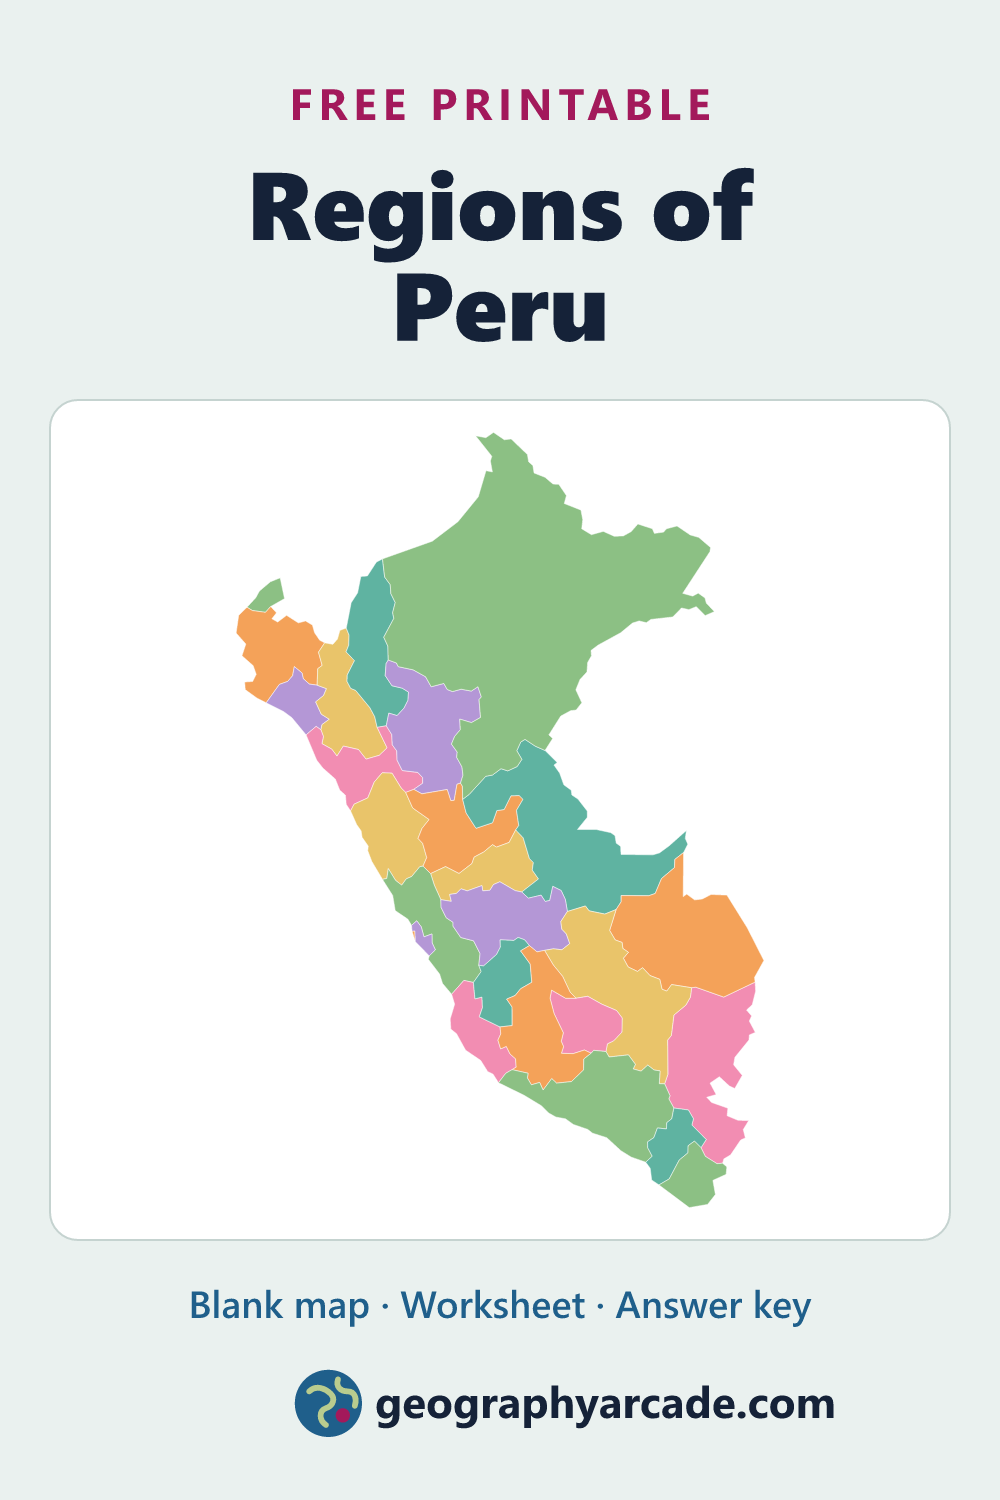 FREE PRINTABLE
Regions of
Peru
Blank map · Worksheet · Answer key
geographyarcade.com